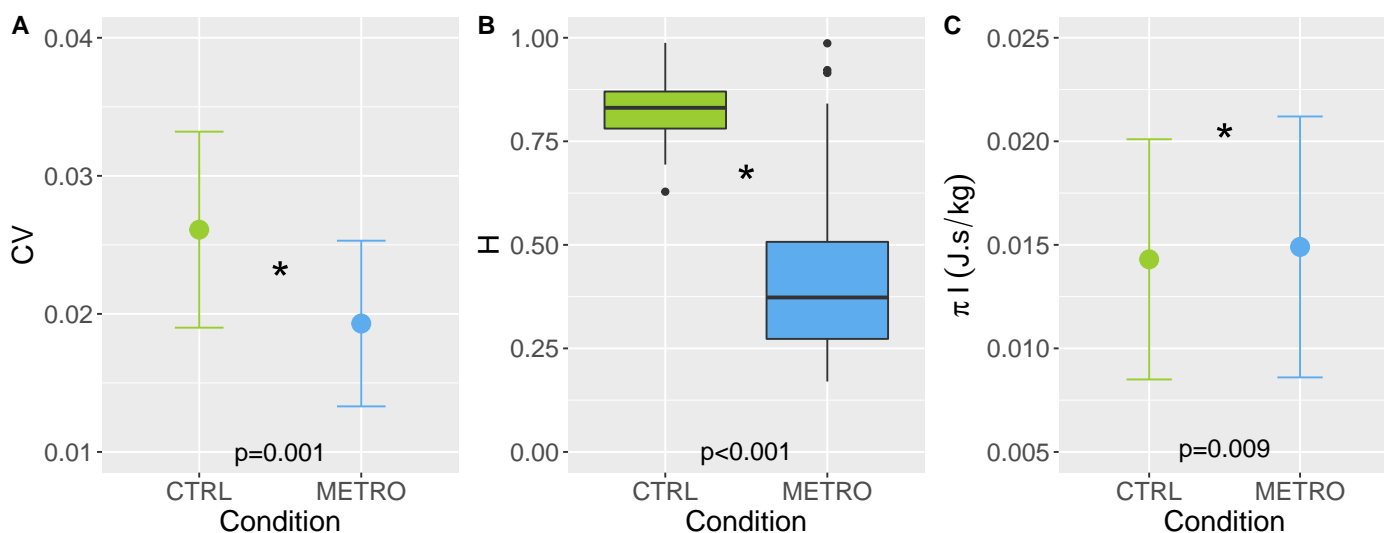 A
0.04
0.03
0.02
0.01
CV
*
p=0.001
CTRL METRO
Condition
B
1.00
0.75
0.50
0.25
0.00
H
*
p<0.001
CTRL METRO
Condition
C
0.025
0.020
0.015
0.010
0.005
π I (J.s/kg)
*
p=0.009
CTRL METRO
Condition